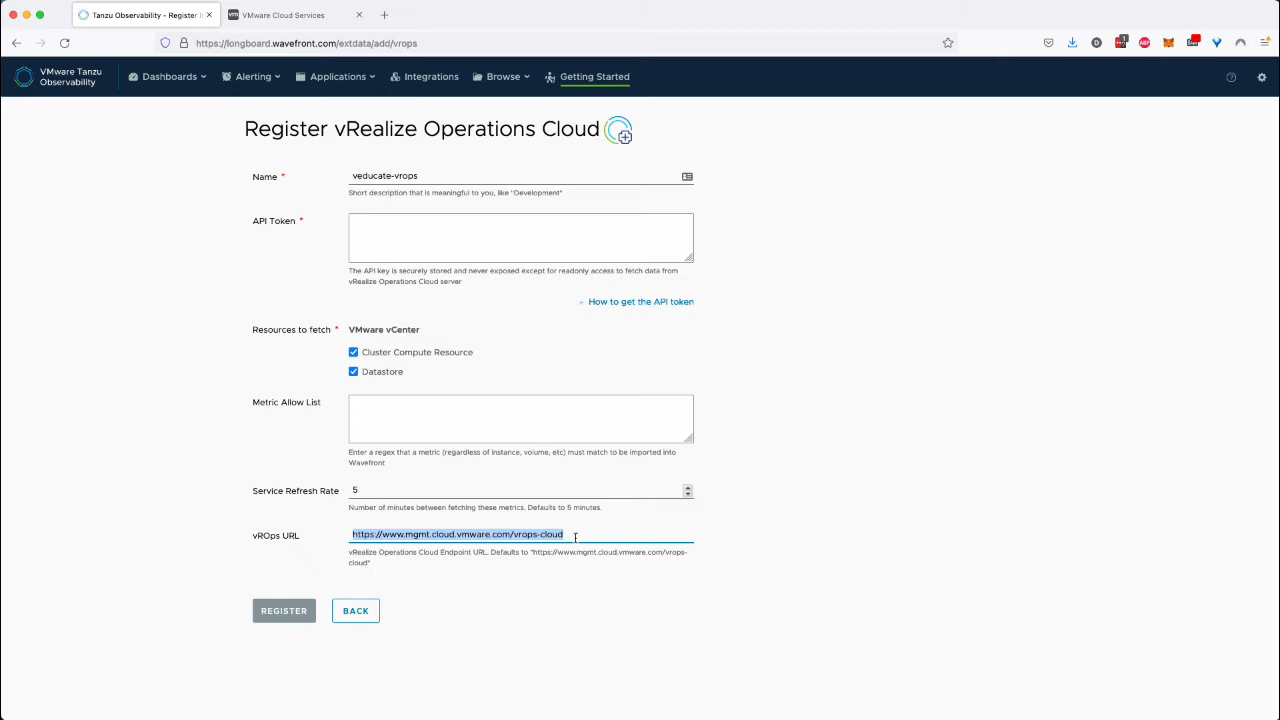 Tanzu Observability - Register I
VMware Cloud Services
https://longboard.wavefront.com/extdata/add/vrops
VMware Tanzu
Observability
Dashboards
Alerting
Applications
Integrations
Browse
Getting Started
Register vRealize Operations Cloud
Name *
veducate-vrops
Short description that is meaningful to you, like "Development"
API Token *
The API key is securely stored and never exposed except for readonly access to fetch data from
vRealize Operations Cloud server
+ How to get the API token
Resources to fetch *
VMware vCenter
Cluster Compute Resource
Datastore
Metric Allow List
Enter a regex that a metric (regardless of instance, volume, etc) must match to be imported into
Wavefront
Service Refresh Rate
5
Number of minutes between fetching these metrics. Defaults to 5 minutes.
vROps URL
https://www.mgmt.cloud.vmware.com/vrops-cloud
vRealize Operations Cloud Endpoint URL. Defaults to "https://www.mgmt.cloud.vmware.com/vrops-
cloud"
REGISTER
BACK